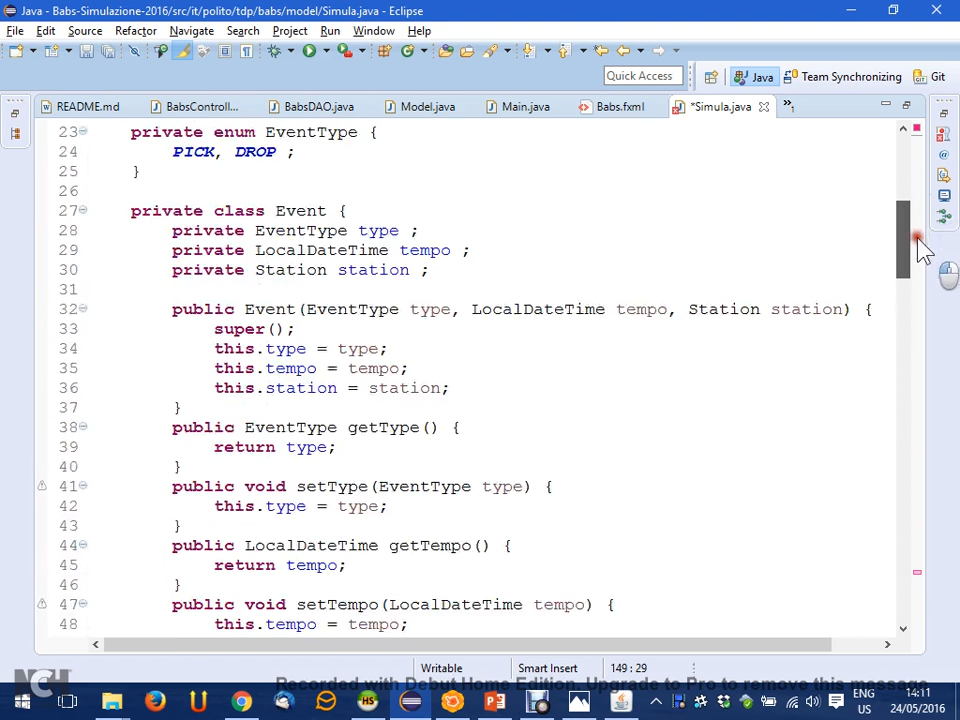 Java - Babs-Simulazione-2016/src/it/polito/tdp/babs/model/Simula.java - Eclipse
File Edit Source Refactor Navigate Search Project Run Window Help
Quick Access Java Team Synchronizing Git
README.md BabsControll... BabsDAO.java Model.java Main.java Babs.fxml *Simula.java »1
23 private enum EventType {
24 PICK, DROP ;
25 }
26
27 private class Event {
28 private EventType type ;
29 private LocalDateTime tempo ;
30 private Station station ;
31
32 public Event(EventType type, LocalDateTime tempo, Station station) {
33 super();
34 this.type = type;
35 this.tempo = tempo;
36 this.station = station;
37 }
38 public EventType getType() {
39 return type;
40 }
41 public void setType(EventType type) {
42 this.type = type;
43 }
44 public LocalDateTime getTempo() {
45 return tempo;
46 }
47 public void setTempo(LocalDateTime tempo) {
48 this.tempo = tempo;
Writable Smart Insert 149 : 29
NCH
Recorded with Debut Home Edition. Upgrade to Pro to remove this message
HS
ENG
US
14:11
24/05/2016